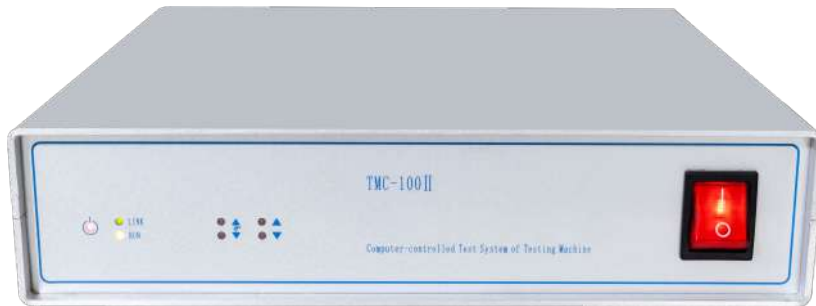 TMC-100Ⅱ
LINK
RUN
Computer-controlled Test System of Testing Machine